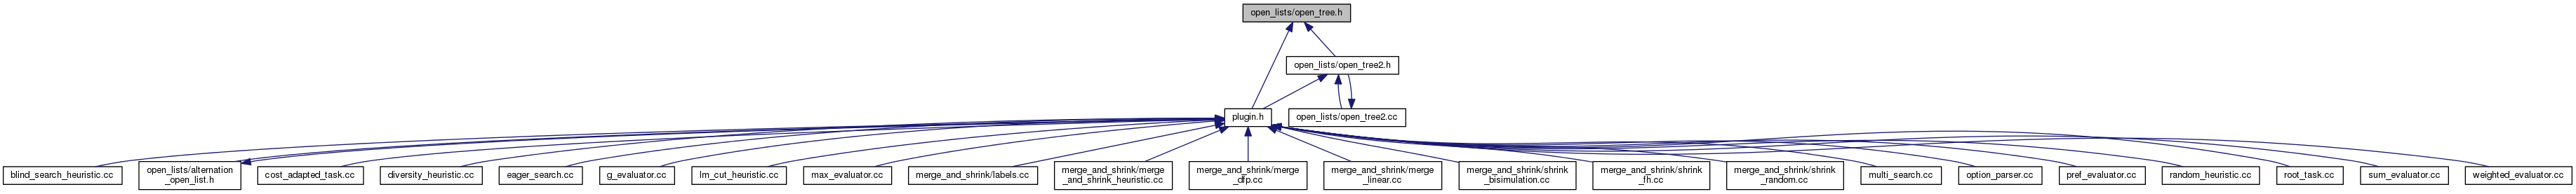 open_lists/open_tree.h
open_lists/open_tree2.h
plugin.h
open_lists/open_tree2.cc
blind_search_heuristic.cc
open_lists/alternation
_open_list.h
cost_adapted_task.cc
diversity_heuristic.cc
eager_search.cc
g_evaluator.cc
lm_cut_heuristic.cc
max_evaluator.cc
merge_and_shrink/labels.cc
merge_and_shrink/merge
_and_shrink_heuristic.cc
merge_and_shrink/merge
_dfp.cc
merge_and_shrink/merge
_linear.cc
merge_and_shrink/shrink
_bisimulation.cc
merge_and_shrink/shrink
_fh.cc
merge_and_shrink/shrink
_random.cc
multi_search.cc
option_parser.cc
pref_evaluator.cc
random_heuristic.cc
root_task.cc
sum_evaluator.cc
weighted_evaluator.cc